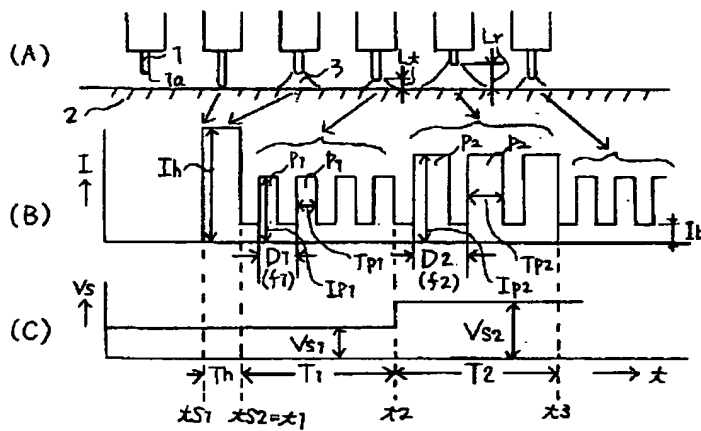 (A)
1
1a
3
Lt
Lr
2
I
Ih
P1 P1
P2 P2
(B)
Ib
D1
(f1)
Ip1
Tp1
D2
(f2)
Ip2
Tp2
Vs
(C)
Vs1
Vs2
Th T1 T2 t
ts1 ts2=t1 t2 t3